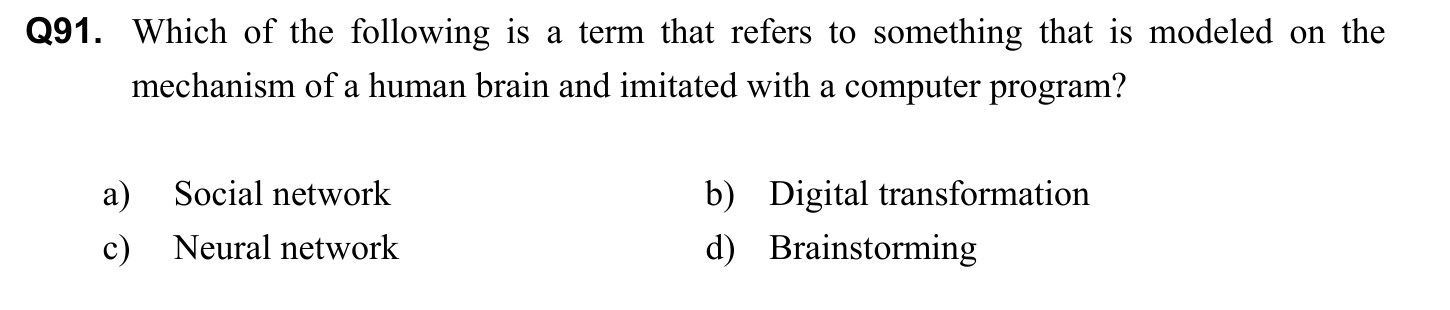 Q91. Which of the following is a term that refers to something that is modeled on the
mechanism of a human brain and imitated with a computer program?
a) Social network b) Digital transformation
c) Neural network d) Brainstorming